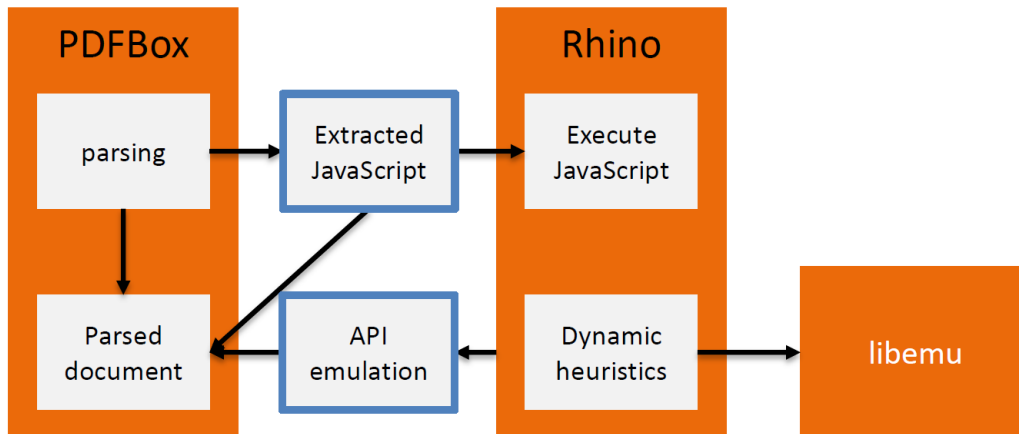 PDFBox
Rhino
parsing
Extracted
JavaScript
Execute
JavaScript
Parsed
document
API
emulation
Dynamic
heuristics
libemu